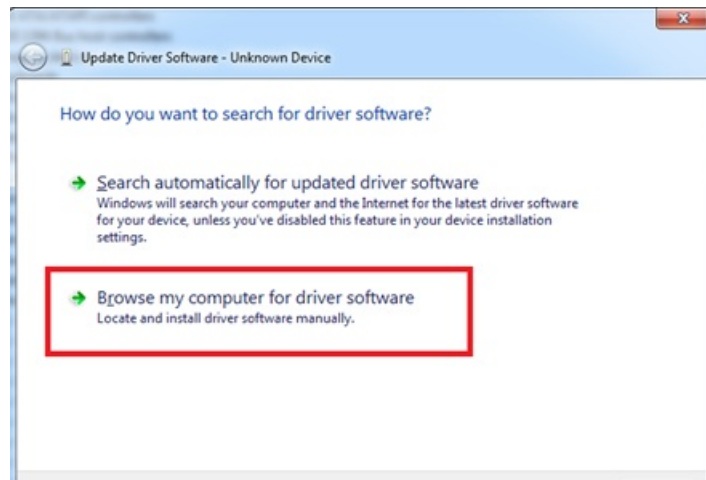 Update Driver Software - Unknown Device
How do you want to search for driver software?
Search automatically for updated driver software
Windows will search your computer and the Internet for the latest driver software
for your device, unless you've disabled this feature in your device installation
settings.
Browse my computer for driver software
Locate and install driver software manually.